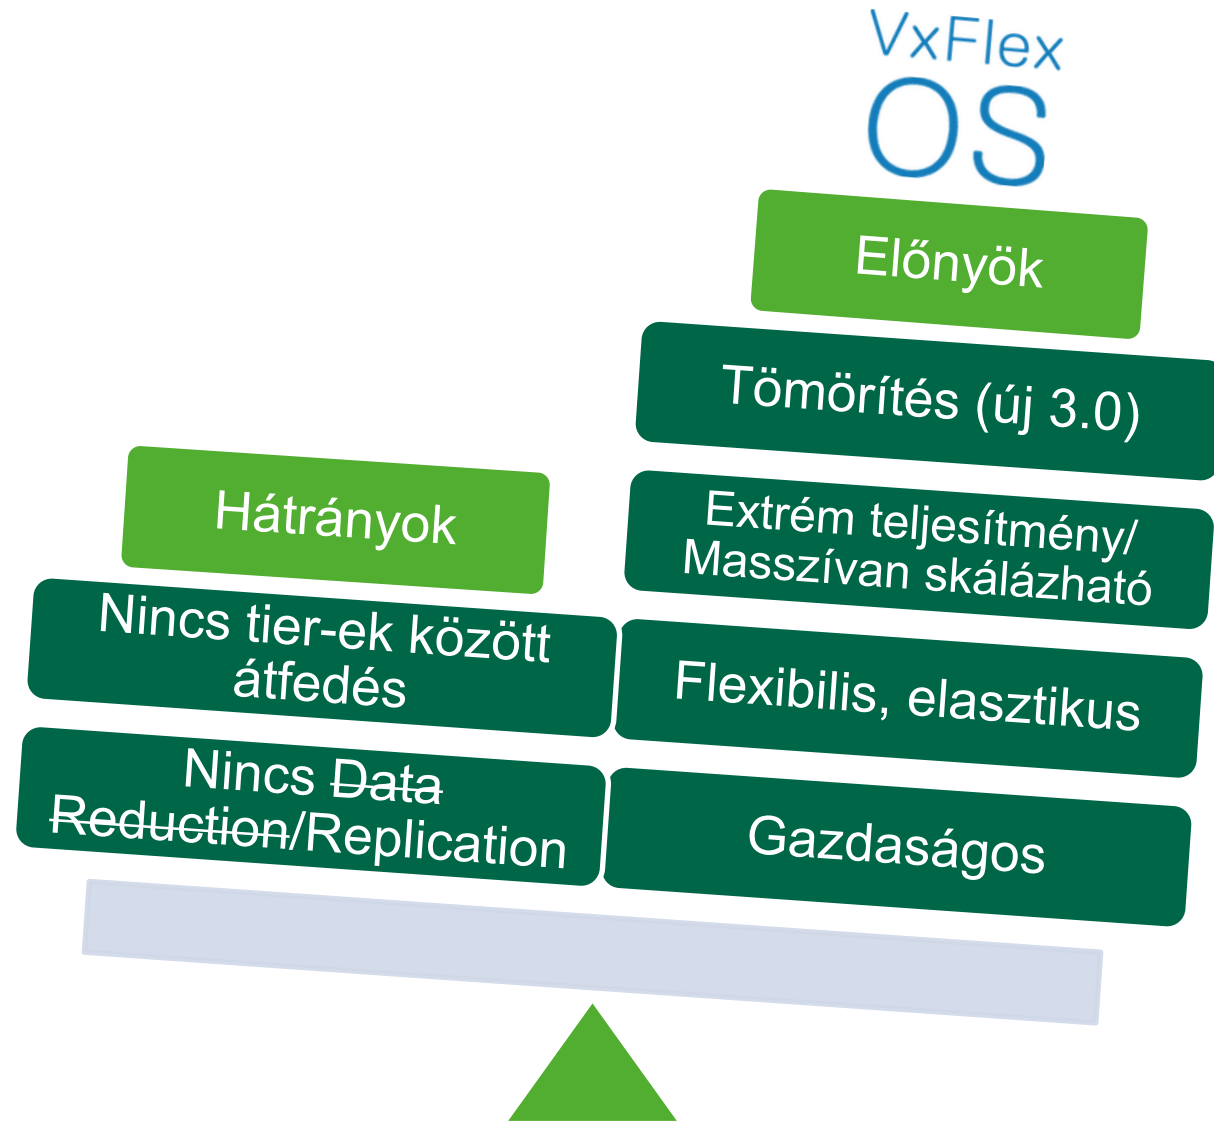 VxFlex
OS
Előnyök
Tömörítés (új 3.0)
Extrém teljesítmény/
Masszívan skálázható
Flexibilis, elasztikus
Gazdaságos
Hátrányok
Nincs tier-ek között
átfedés
Nincs Data
Reduction/Replication